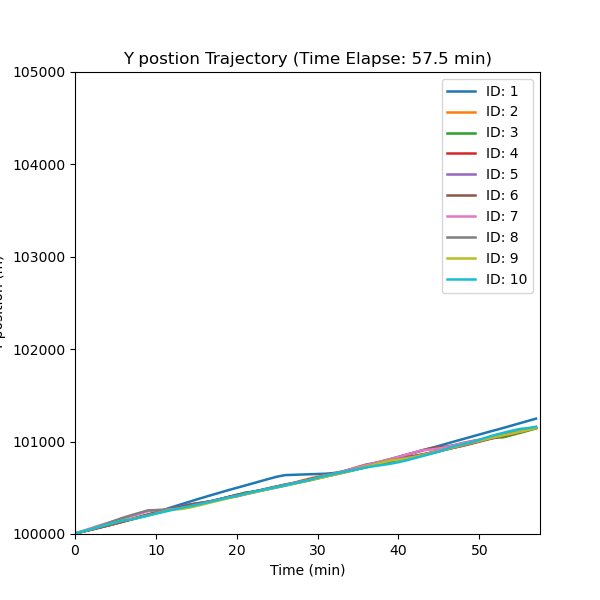 Y postion Trajectory (Time Elapse: 57.5 min)
105000
104000
103000
102000
101000
100000
ID: 1
ID: 2
ID: 3
ID: 4
ID: 5
ID: 6
ID: 7
ID: 8
ID: 9
ID: 10
0 10 20 30 40 50
Time (min)